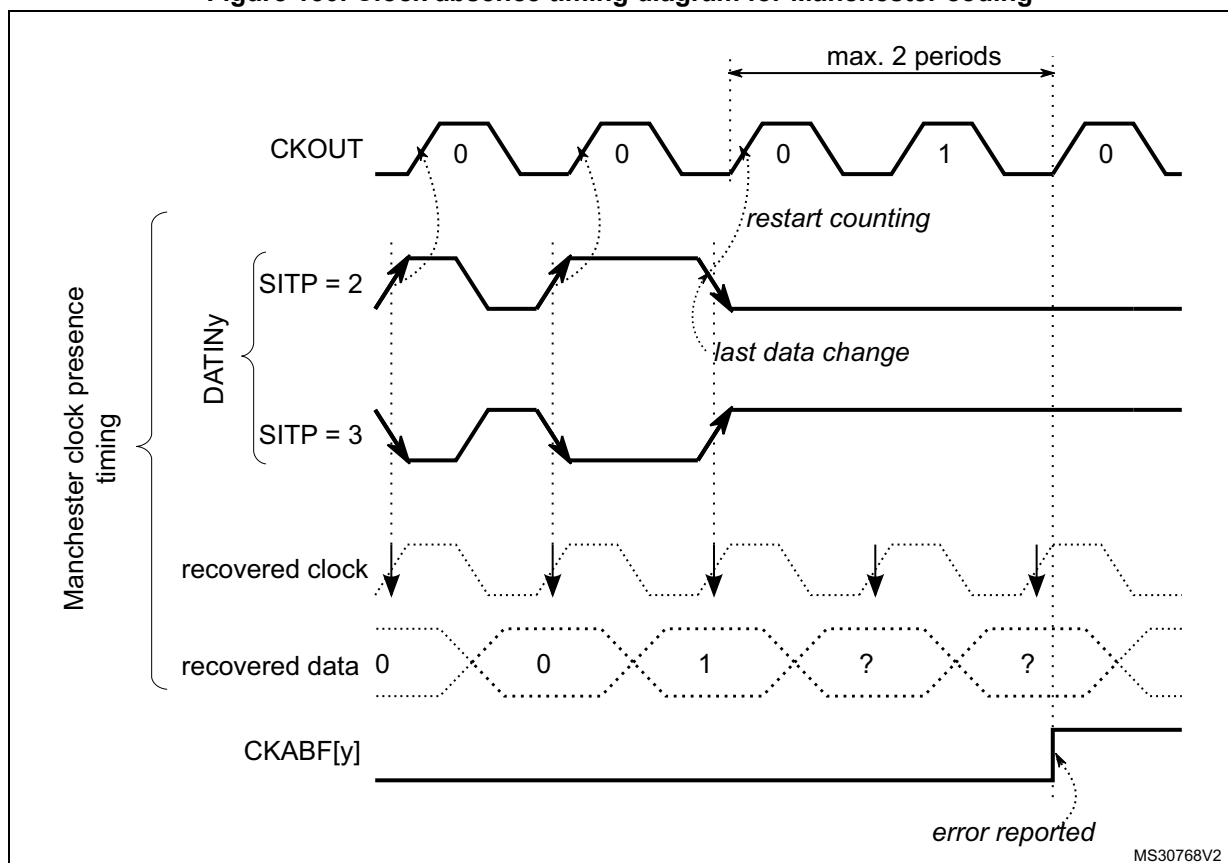 max. 2 periods
CKOUT
0
0
0
1
0
restart counting
SITP = 2
last data change
DATINy
SITP = 3
Manchester clock presence
timing
recovered clock
recovered data
0
0
1
?
?
CKABF[y]
error reported
MS30768V2